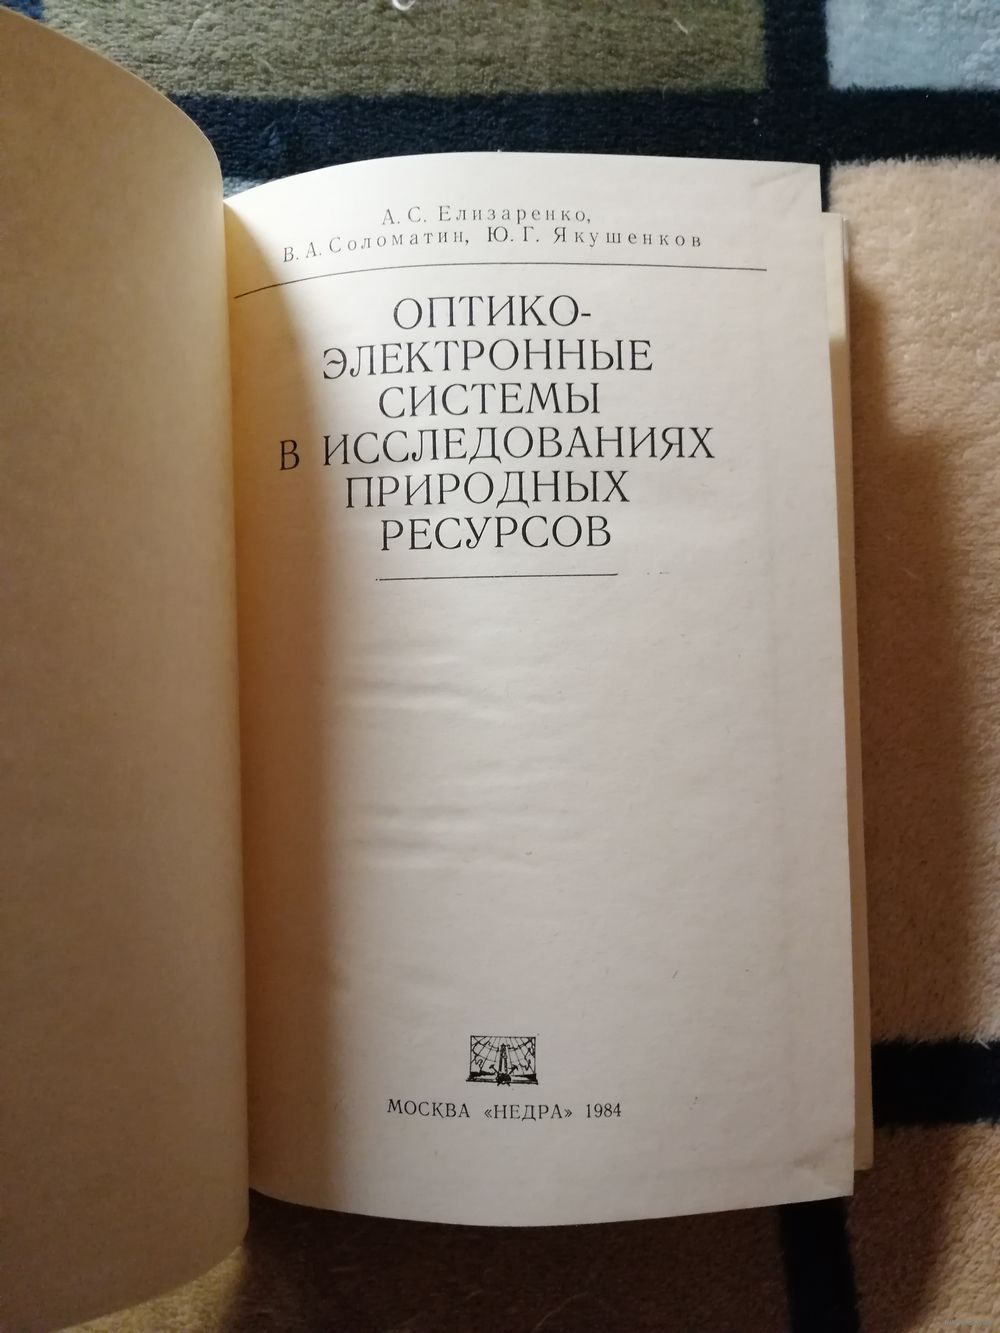 А. С. Елизаренко,
В. А. Соломатин, Ю. Г. Якушенков
ОПТИКО-
ЭЛЕКТРОННЫЕ
СИСТЕМЫ
В ИССЛЕДОВАНИЯХ
ПРИРОДНЫХ
РЕСУРСОВ
МОСКВА «НЕДРА» 1984